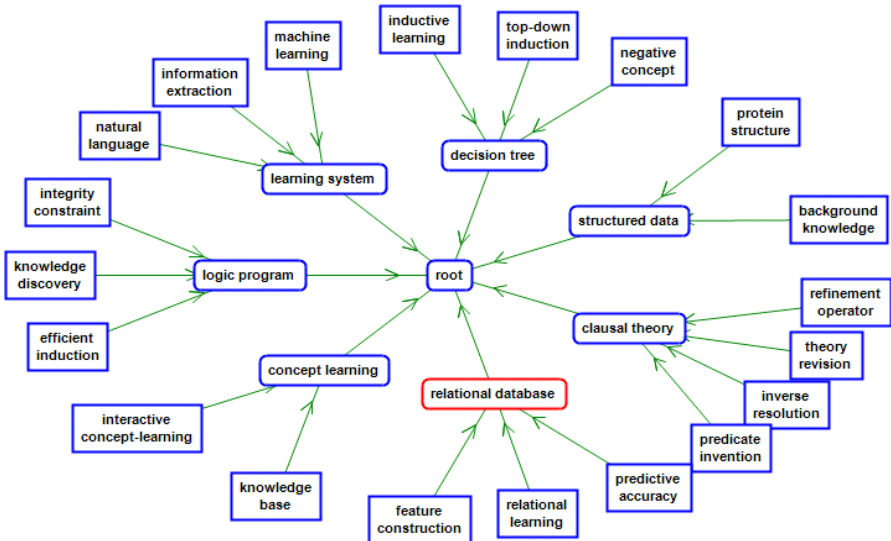 inductive
learning
top-down
induction
machine
learning
negative
concept
information
extraction
protein
structure
natural
language
decision tree
learning system
integrity
constraint
structured data
background
knowledge
knowledge
discovery
logic program
root
refinement
operator
clausal theory
efficient
induction
theory
revision
concept learning
relational database
inverse
resolution
interactive
concept-learning
predicate
invention
knowledge
base
feature
construction
relational
learning
predictive
accuracy